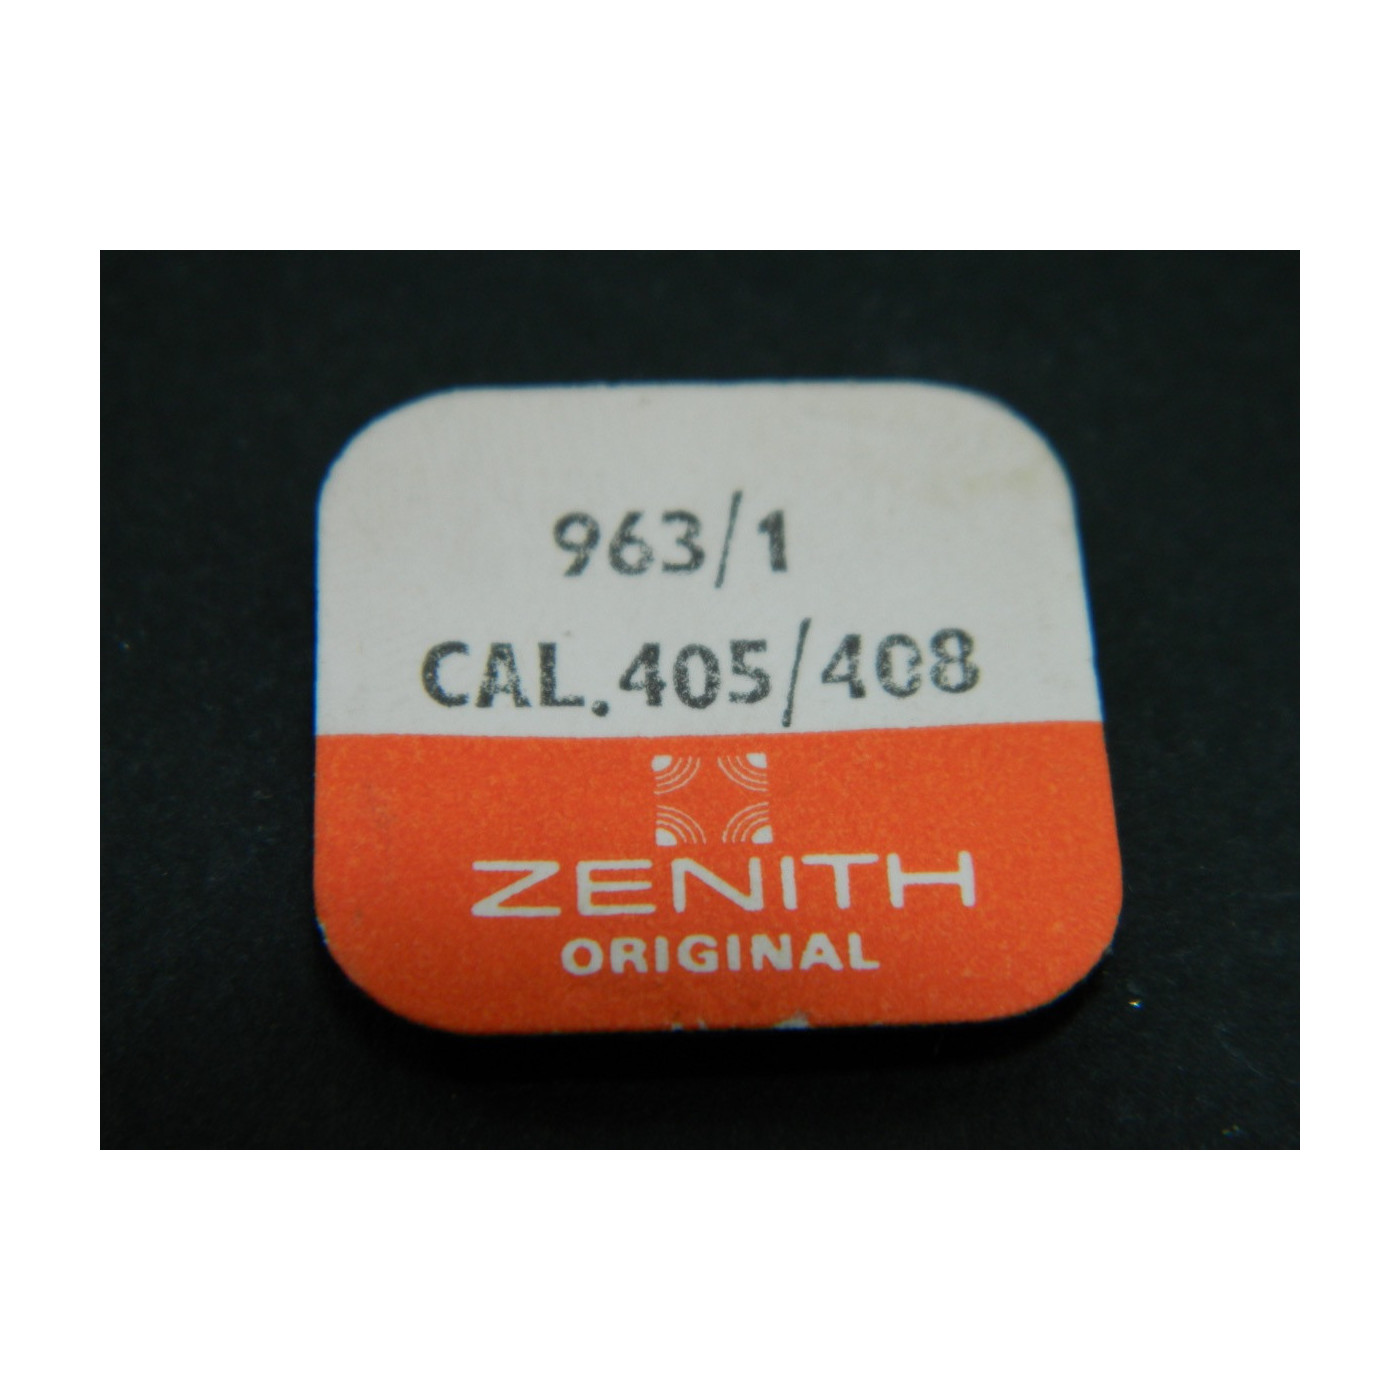 963/1
CAL.405/408
ZENITH
ORIGINAL